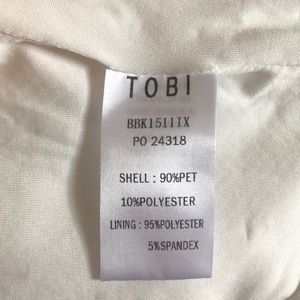 TOBI
BBK1511IX
PO 24318
SHELL : 90%PET
10%POLYESTER
LINING : 95%POLYESTER
5%SPANDEX